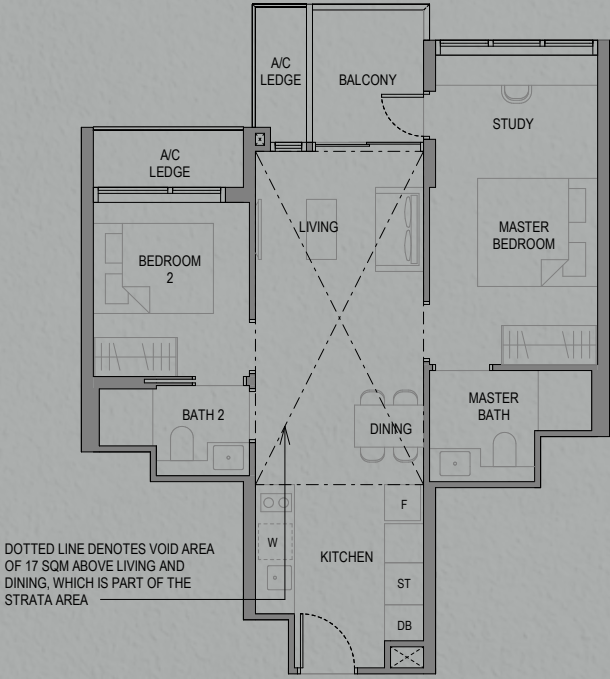 A/C
LEDGE
BALCONY
STUDY
A/C
LEDGE
LIVING
MASTER
BEDROOM
BEDROOM
2
BATH 2
DINING
MASTER
BATH
F
W
KITCHEN
ST
DB
DOTTED LINE DENOTES VOID AREA
OF 17 SQM ABOVE LIVING AND
DINING, WHICH IS PART OF THE
STRATA AREA